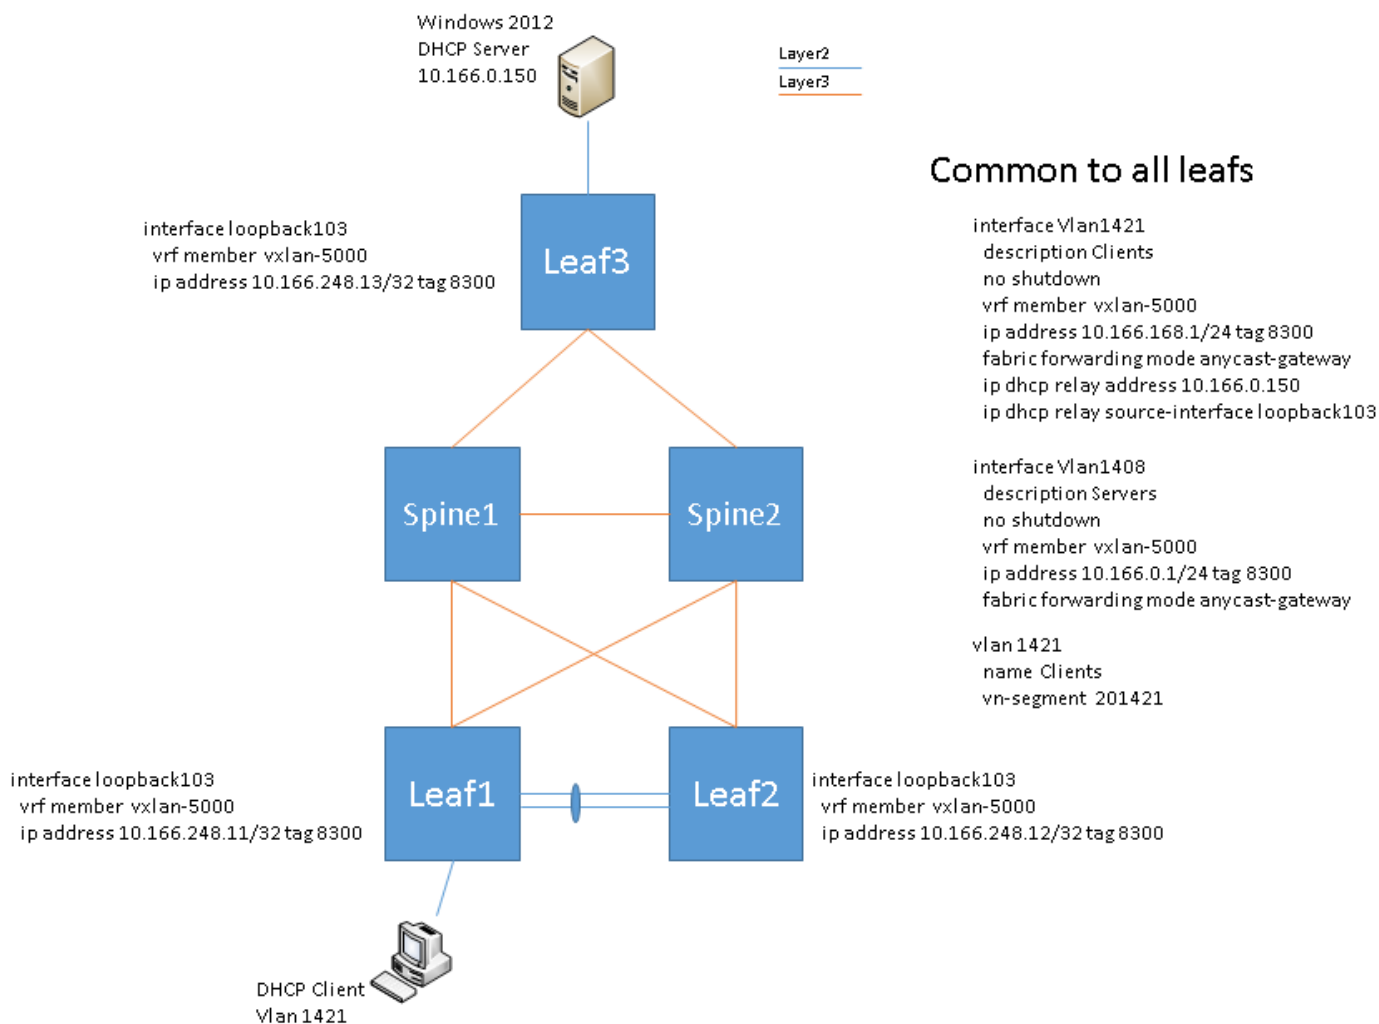 Windows 2012
DHCP Server
10.166.0.150
Layer2
Layer3
Common to all leafs
interface loopback103
vrf member vxlan-5000
ip address 10.166.248.13/32 tag 8300
Leaf3
interface Vlan1421
description Clients
no shutdown
vrf member vxlan-5000
ip address 10.166.168.1/24 tag 8300
fabric forwarding mode anycast-gateway
ip dhcp relay address 10.166.0.150
ip dhcp relay source-interface loopback103
interface Vlan1408
description Servers
no shutdown
vrf member vxlan-5000
ip address 10.166.0.1/24 tag 8300
fabric forwarding mode anycast-gateway
vlan 1421
name Clients
vn-segment 201421
Spine1
Spine2
interface loopback103
vrf member vxlan-5000
ip address 10.166.248.11/32 tag 8300
Leaf1
Leaf2
interface loopback103
vrf member vxlan-5000
ip address 10.166.248.12/32 tag 8300
DHCP Client
Vlan 1421